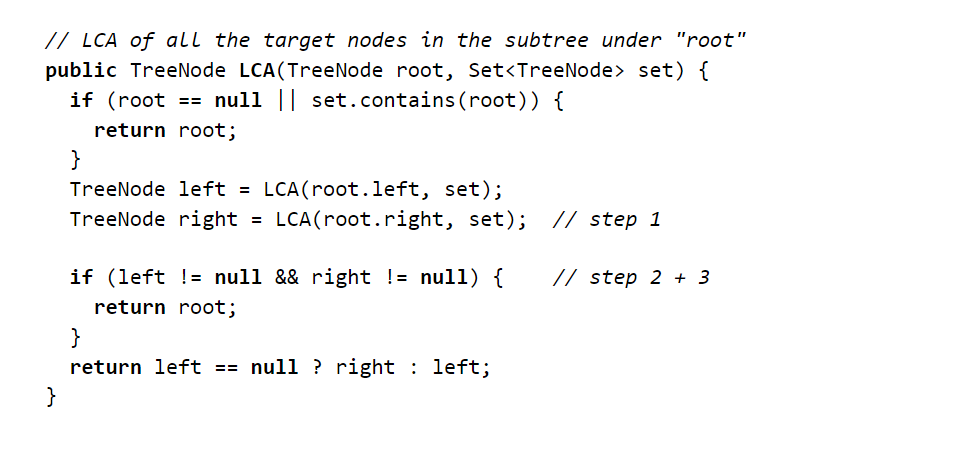 // LCA of all the target nodes in the subtree under "root"
public TreeNode LCA(TreeNode root, Set<TreeNode> set) {
if (root == null || set.contains(root)) {
return root;
}
TreeNode left = LCA(root.left, set);
TreeNode right = LCA(root.right, set); // step 1
if (left != null && right != null) { // step 2 + 3
return root;
}
return left == null ? right : left;
}